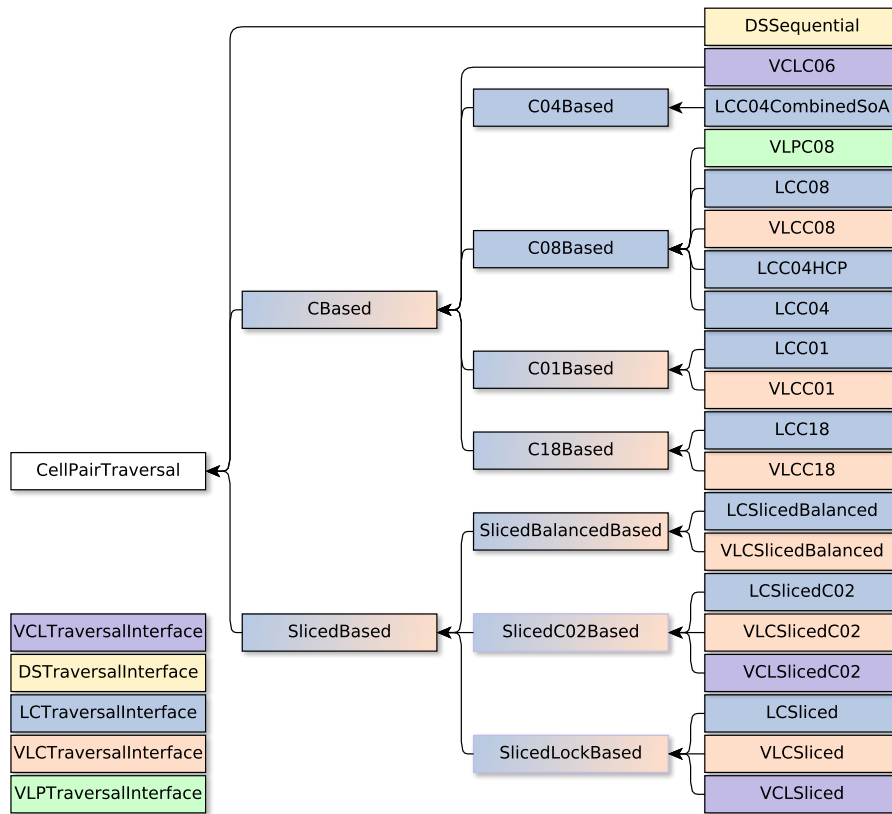 DSSequential
VCLC06
C04Based
LCC04CombinedSoA
VLPC08
LCC08
VLCC08
C08Based
LCC04HCP
LCC04
CBased
LCC01
C01Based
VLCC01
LCC18
C18Based
VLCC18
CellPairTraversal
LCSlicedBalanced
SlicedBalancedBased
VLCSlicedBalanced
LCSlicedC02
VCLTraversalInterface
SlicedBased
SlicedC02Based
VLCSlicedC02
DSTraversalInterface
VCLSlicedC02
LCTraversalInterface
LCSliced
VLCTraversalInterface
SlicedLockBased
VLCSliced
VLPTraversalInterface
VCLSliced